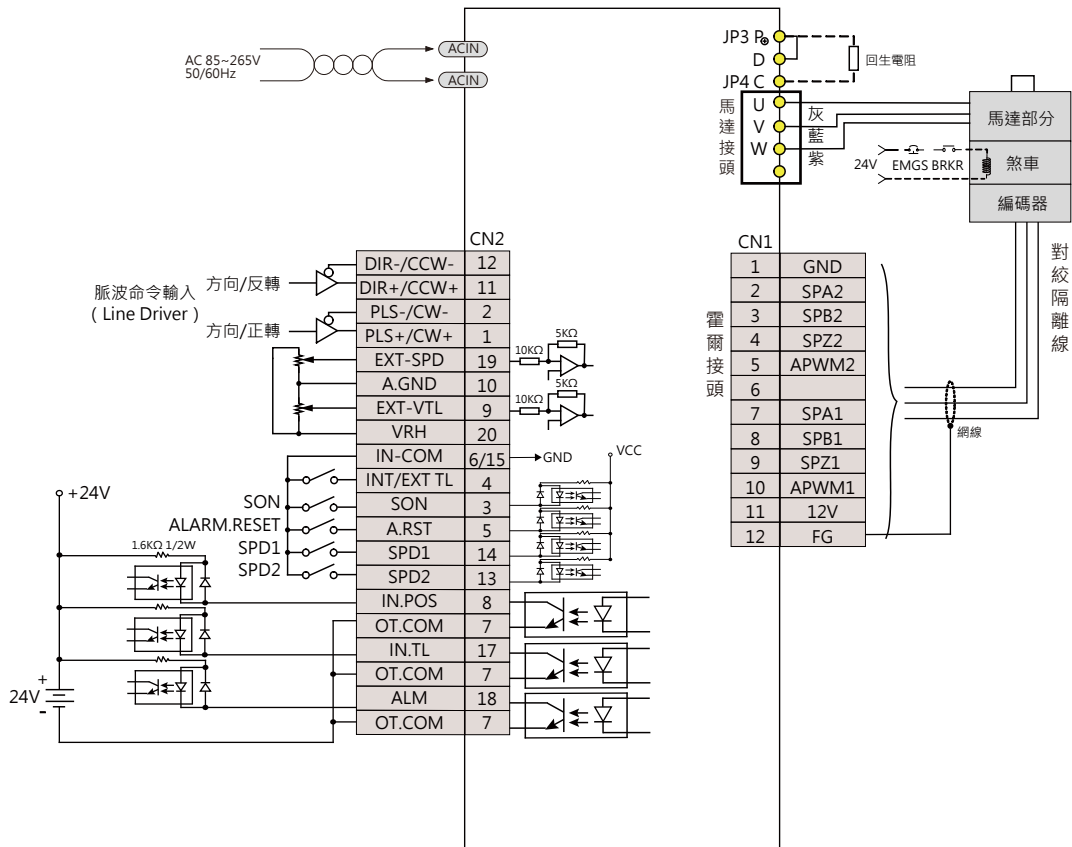 AC 85~265V
50/60Hz
ACIN
ACIN
JP3 P⊕
D
JP4 C
回生電阻
馬達接頭
U
V
W
灰
藍
紫
24V
EMGS BRKR
馬達部分
煞車
編碼器
對絞隔離線
脈波命令輸入
( Line Driver )
方向/反轉
方向/正轉
CN2
DIR-/CCW- 12
DIR+/CCW+ 11
PLS-/CW- 2
PLS+/CW+ 1
EXT-SPD 19
A.GND 10
EXT-VTL 9
VRH 20
IN-COM 6/15
INT/EXT TL 4
SON 3
A.RST 5
SPD1 14
SPD2 13
IN.POS 8
OT.COM 7
IN.TL 17
OT.COM 7
ALM 18
OT.COM 7
5KΩ
10KΩ
5KΩ
10KΩ
GND
VCC
SON
ALARM.RESET
SPD1
SPD2
+24V
1.6KΩ 1/2W
+
24V
-
霍爾接頭
CN1
1 GND
2 SPA2
3 SPB2
4 SPZ2
5 APWM2
6
7 SPA1
8 SPB1
9 SPZ1
10 APWM1
11 12V
12 FG
網線